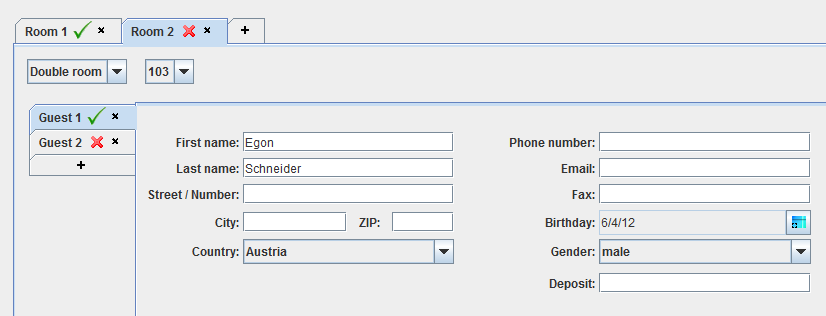 Room 1 Room 2 +
Double room 103
Guest 1
Guest 2
+
First name: Egon Phone number:
Last name: Schneider Email:
Street / Number: Fax:
City: ZIP: Birthday: 6/4/12
Country: Austria Gender: male
Deposit: